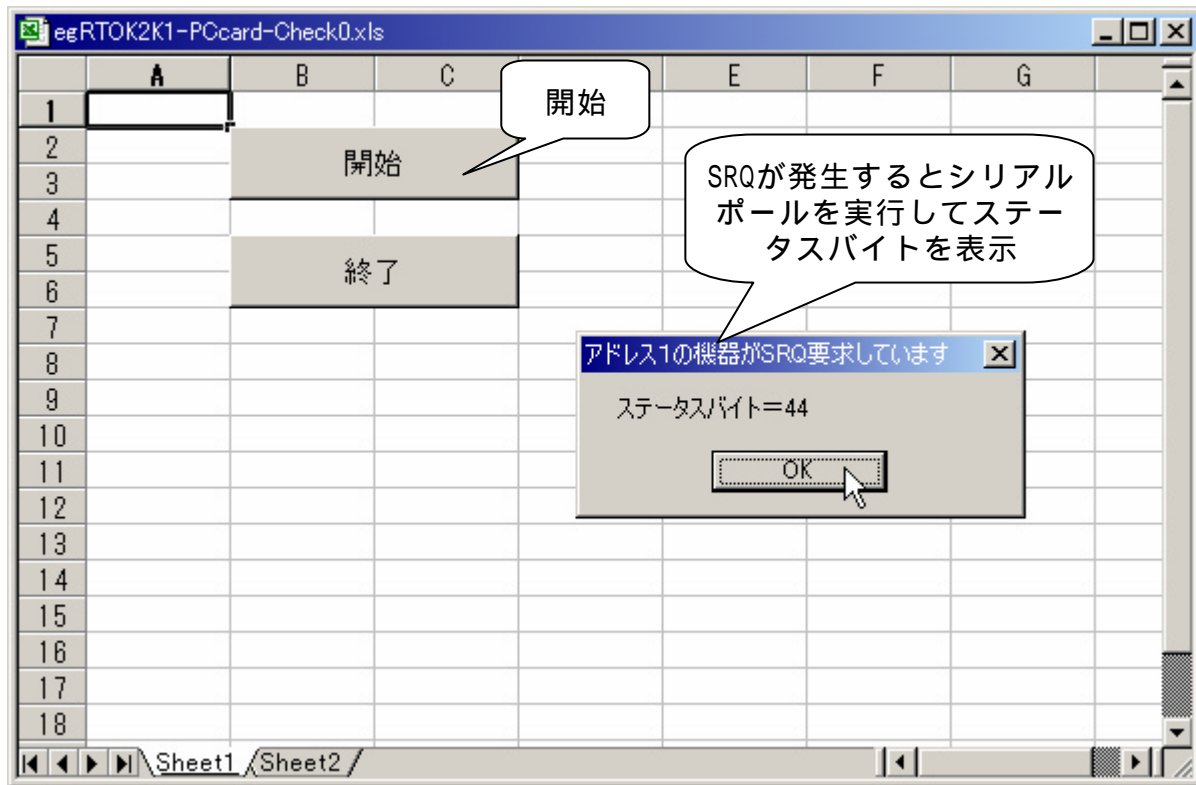 egRTOK2K1-PCcard-Check0.xls
A B C E F G
1
開始
2
開始
3
SRQが発生するとシリアル
ポールを実行してステー
タスバイトを表示
4
5
終了
6
7
アドレス1の機器がSRQ要求しています
8
ステータスバイト=44
9
10
OK
11
12
13
14
15
16
17
18
Sheet1 Sheet2